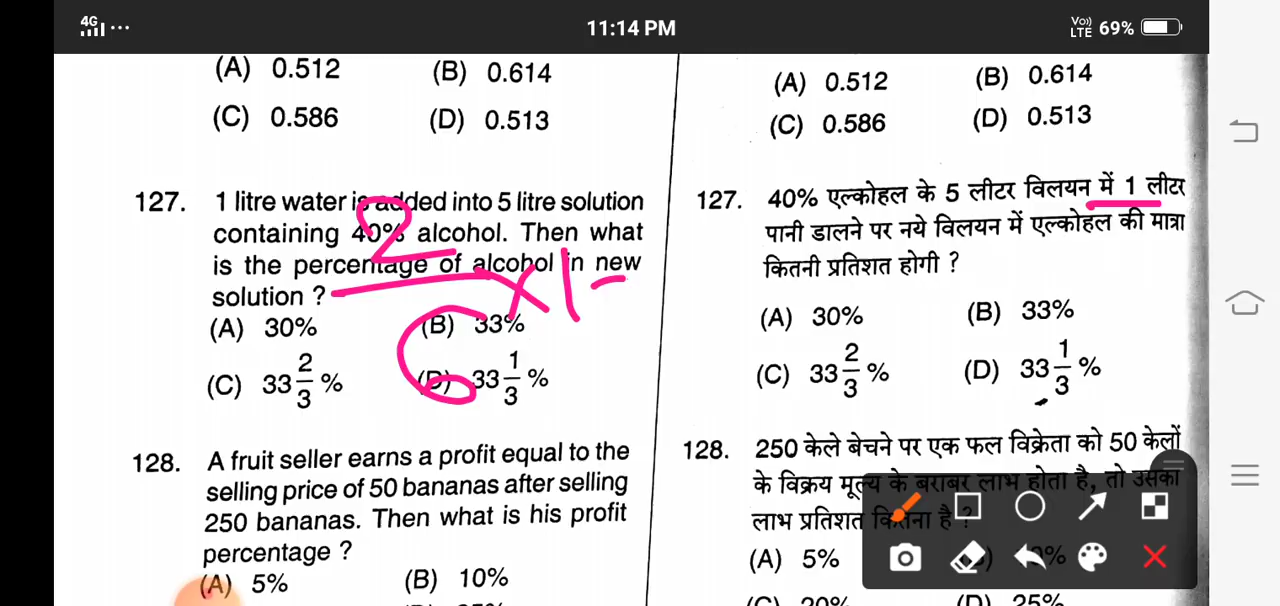 4G
11:14 PM
Vo)) LTE 69%
(A) 0.512 (B) 0.614
(C) 0.586 (D) 0.513
127. 1 litre water is added into 5 litre solution
containing 40% alcohol. Then what
is the percentage of alcohol in new
solution ?
(A) 30% (B) 33%
(C) 33 2/3 % (D) 33 1/3 %
2
6 × 1
128. A fruit seller earns a profit equal to the
selling price of 50 bananas after selling
250 bananas. Then what is his profit
percentage ?
(A) 5% (B) 10%
(A) 0.512 (B) 0.614
(C) 0.586 (D) 0.513
127. 40% एल्कोहल के 5 लीटर विलयन में 1 लीटर
पानी डालने पर नये विलयन में एल्कोहल की मात्रा
कितनी प्रतिशत होगी ?
(A) 30% (B) 33%
(C) 33 2/3 % (D) 33 1/3 %
128. 250 केले बेचने पर एक फल विक्रेता को 50 केलों
के विक्रय मूल्य के बराबर लाभ होता है, तो उसका
लाभ प्रतिशत कितना है ?
(A) 5%
(C) 20% (D) 25%